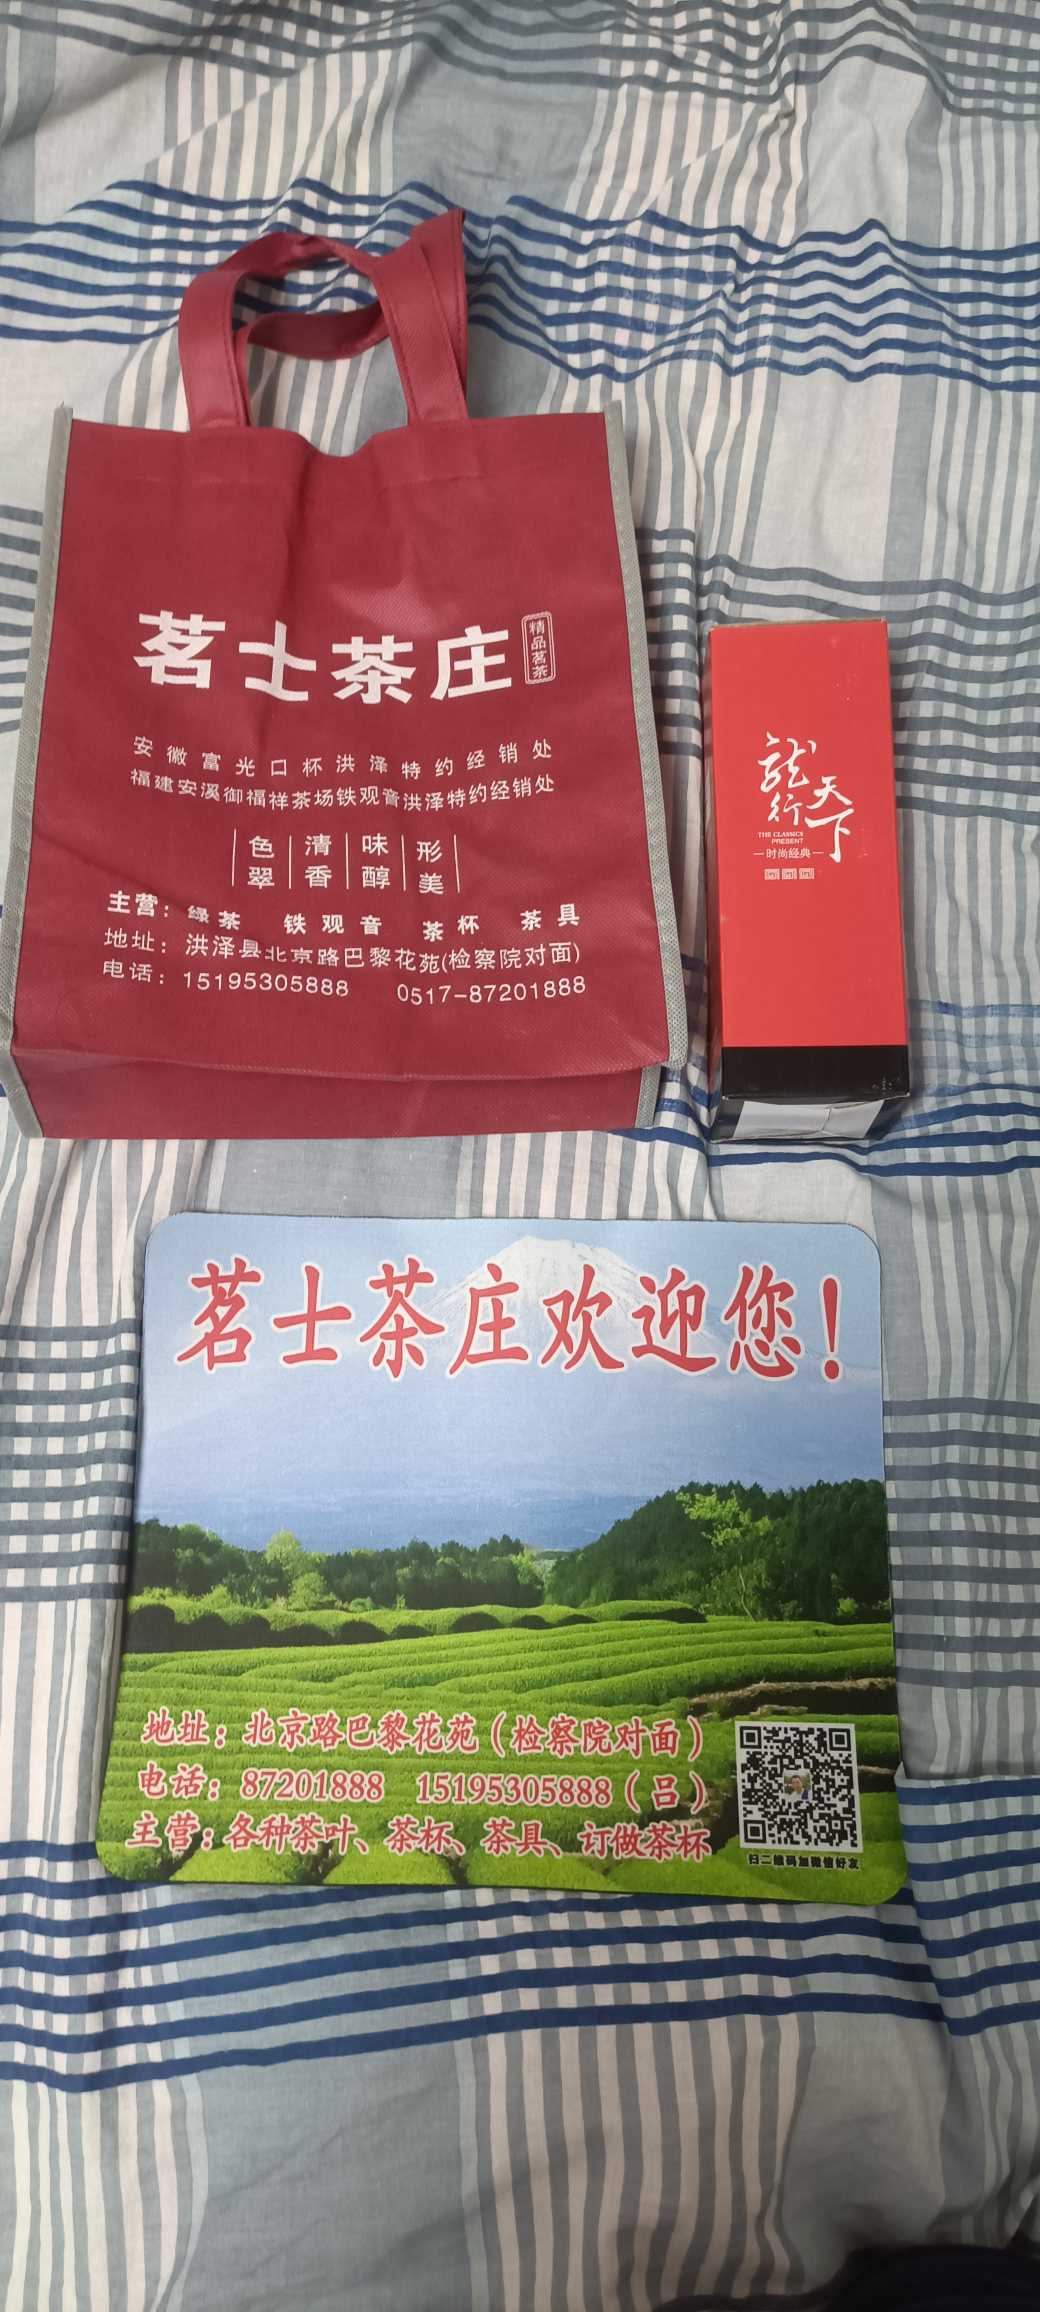 茗士茶庄
精品茗茶
安徽富光口杯洪泽特约经销处
福建安溪御福祥茶场铁观音洪泽特约经销处
色翠 清香 味醇 形美
主营：绿茶 铁观音 茶杯 茶具
地址：洪泽县北京路巴黎花苑(检察院对面)
电话：15195305888 0517-87201888
龙行天下
THE CLASSICS
PRESENT
时尚经典
茗士茶庄欢迎您！
地址：北京路巴黎花苑（检察院对面）
电话：87201888 15195305888（吕）
主营：各种茶叶、茶杯、茶具、订做茶杯
扫二维码加微信好友